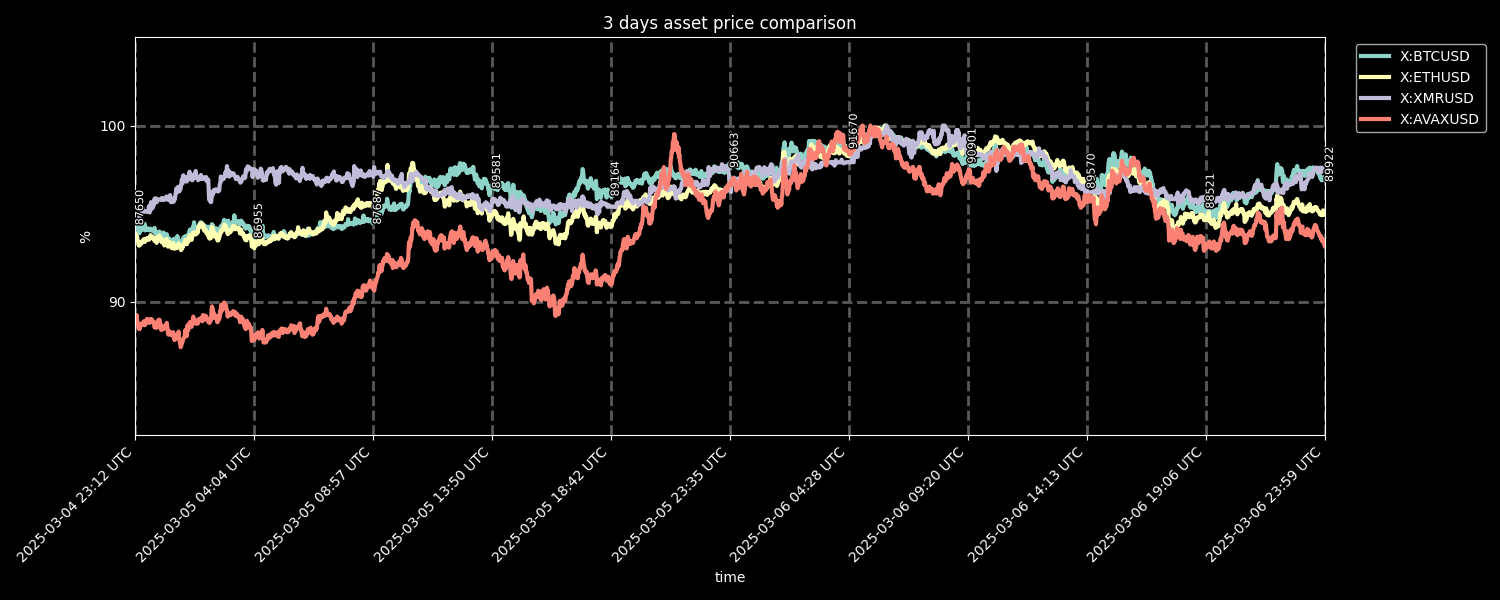 3 days asset price comparison
X:BTCUSD
X:ETHUSD
X:XMRUSD
X:AVAXUSD
100
90
%
87650
86955
87687
89581
89164
90663
91670
90901
89570
88521
89922
2025-03-04 23:12 UTC
2025-03-05 04:04 UTC
2025-03-05 08:57 UTC
2025-03-05 13:50 UTC
2025-03-05 18:42 UTC
2025-03-05 23:35 UTC
2025-03-06 04:28 UTC
2025-03-06 09:20 UTC
2025-03-06 14:13 UTC
2025-03-06 19:06 UTC
2025-03-06 23:59 UTC
time